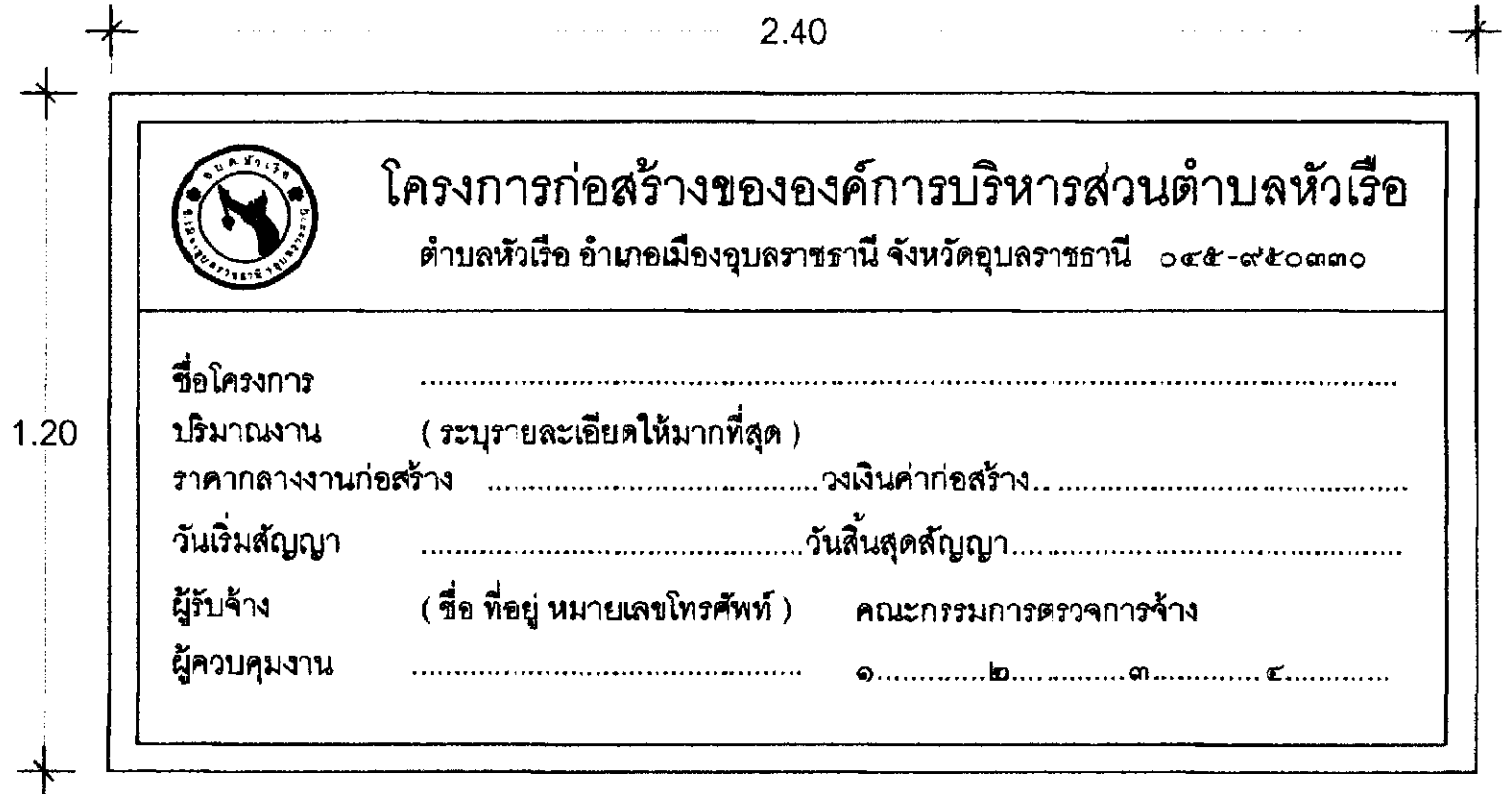 2.40
อบต.หัวเรือ
โครงการก่อสร้างขององค์การบริหารส่วนตำบลหัวเรือ
ตำบลหัวเรือ อำเภอเมืองอุบลราชธานี จังหวัดอุบลราชธานี ๐๔๕-๙๕๐๓๓๐
ชื่อโครงการ ........................................
1.20
ปริมาณงาน ( ระบุรายละเอียดให้มากที่สุด )
ราคากลางงานก่อสร้าง ....................วงเงินค่าก่อสร้าง....................
วันเริ่มสัญญา ....................วันสิ้นสุดสัญญา....................
ผู้รับจ้าง ( ชื่อ ที่อยู่ หมายเลขโทรศัพท์ ) คณะกรรมการตรวจการจ้าง
ผู้ควบคุมงาน .................... ๑.............๒.............๓.............๔.............